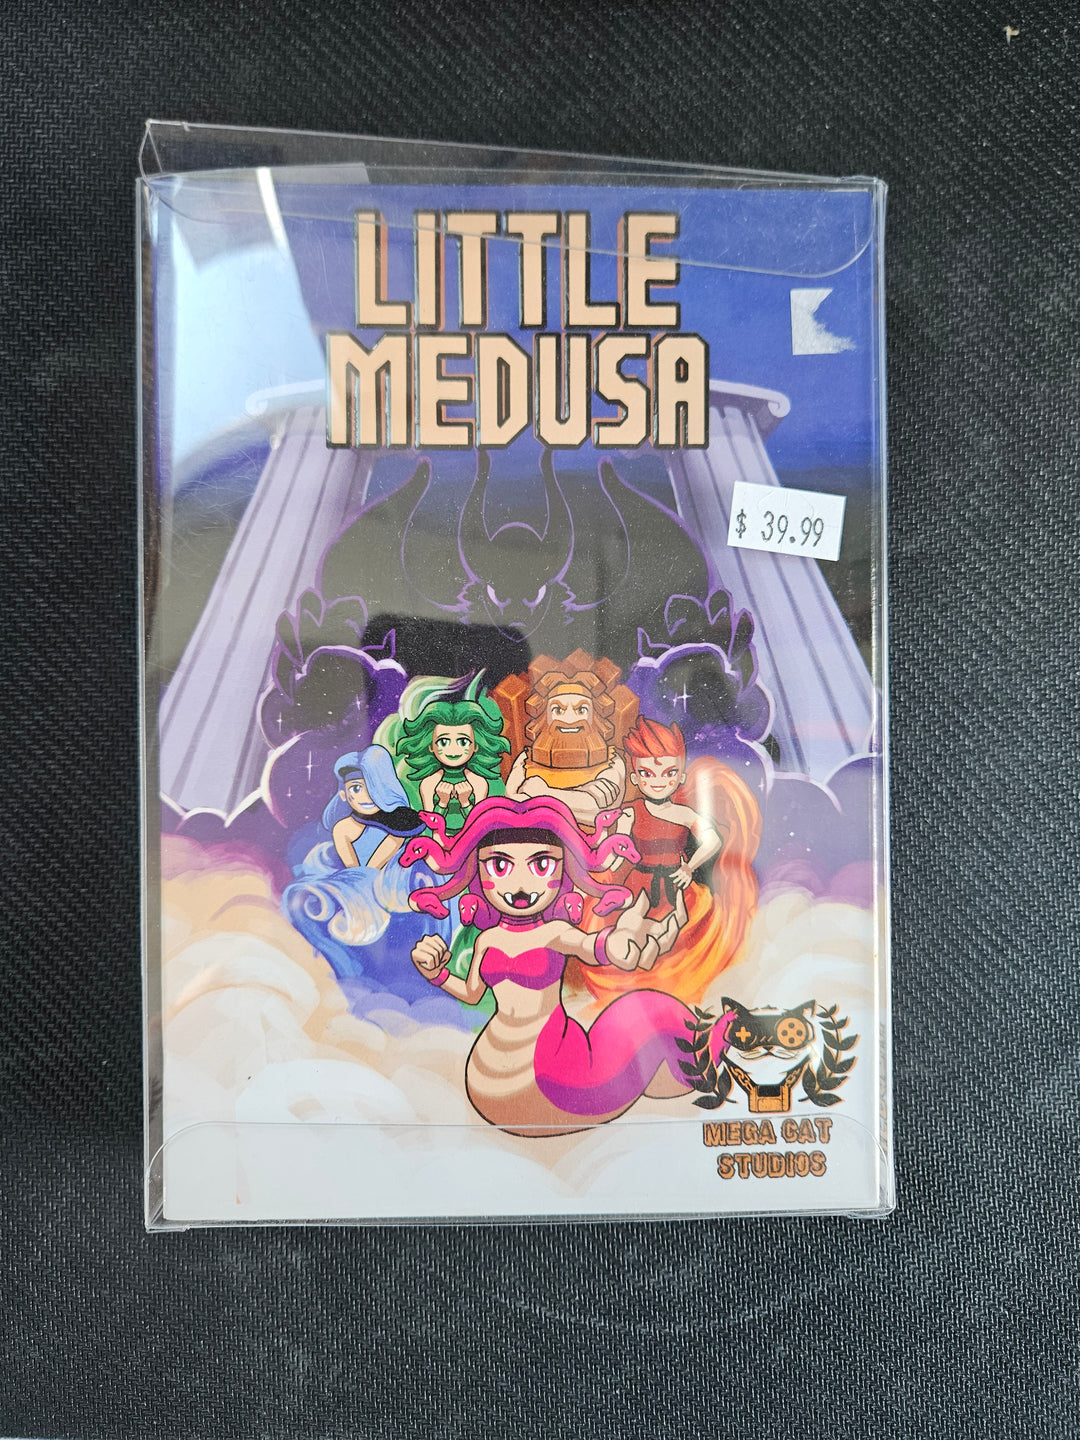 LITTLE
MEDUSA
$ 39.99
MEGA CAT
STUDIOS